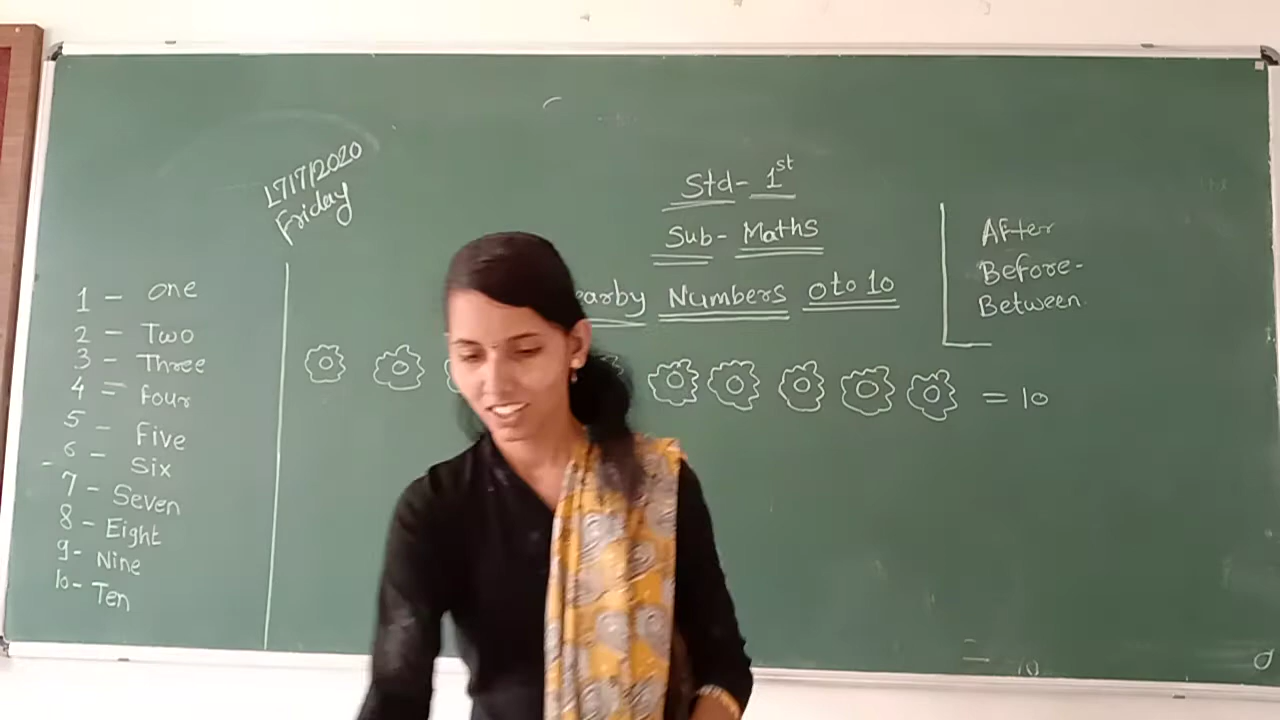 17/7/2020
Friday
Std- 1st
Sub- Maths
Numbers 0 to 10
After
Before-
Between
1 - one
2 - Two
3 - Three
4 - Four
5 - Five
6 - Six
7 - Seven
8 - Eight
9- Nine
10- Ten
= 10